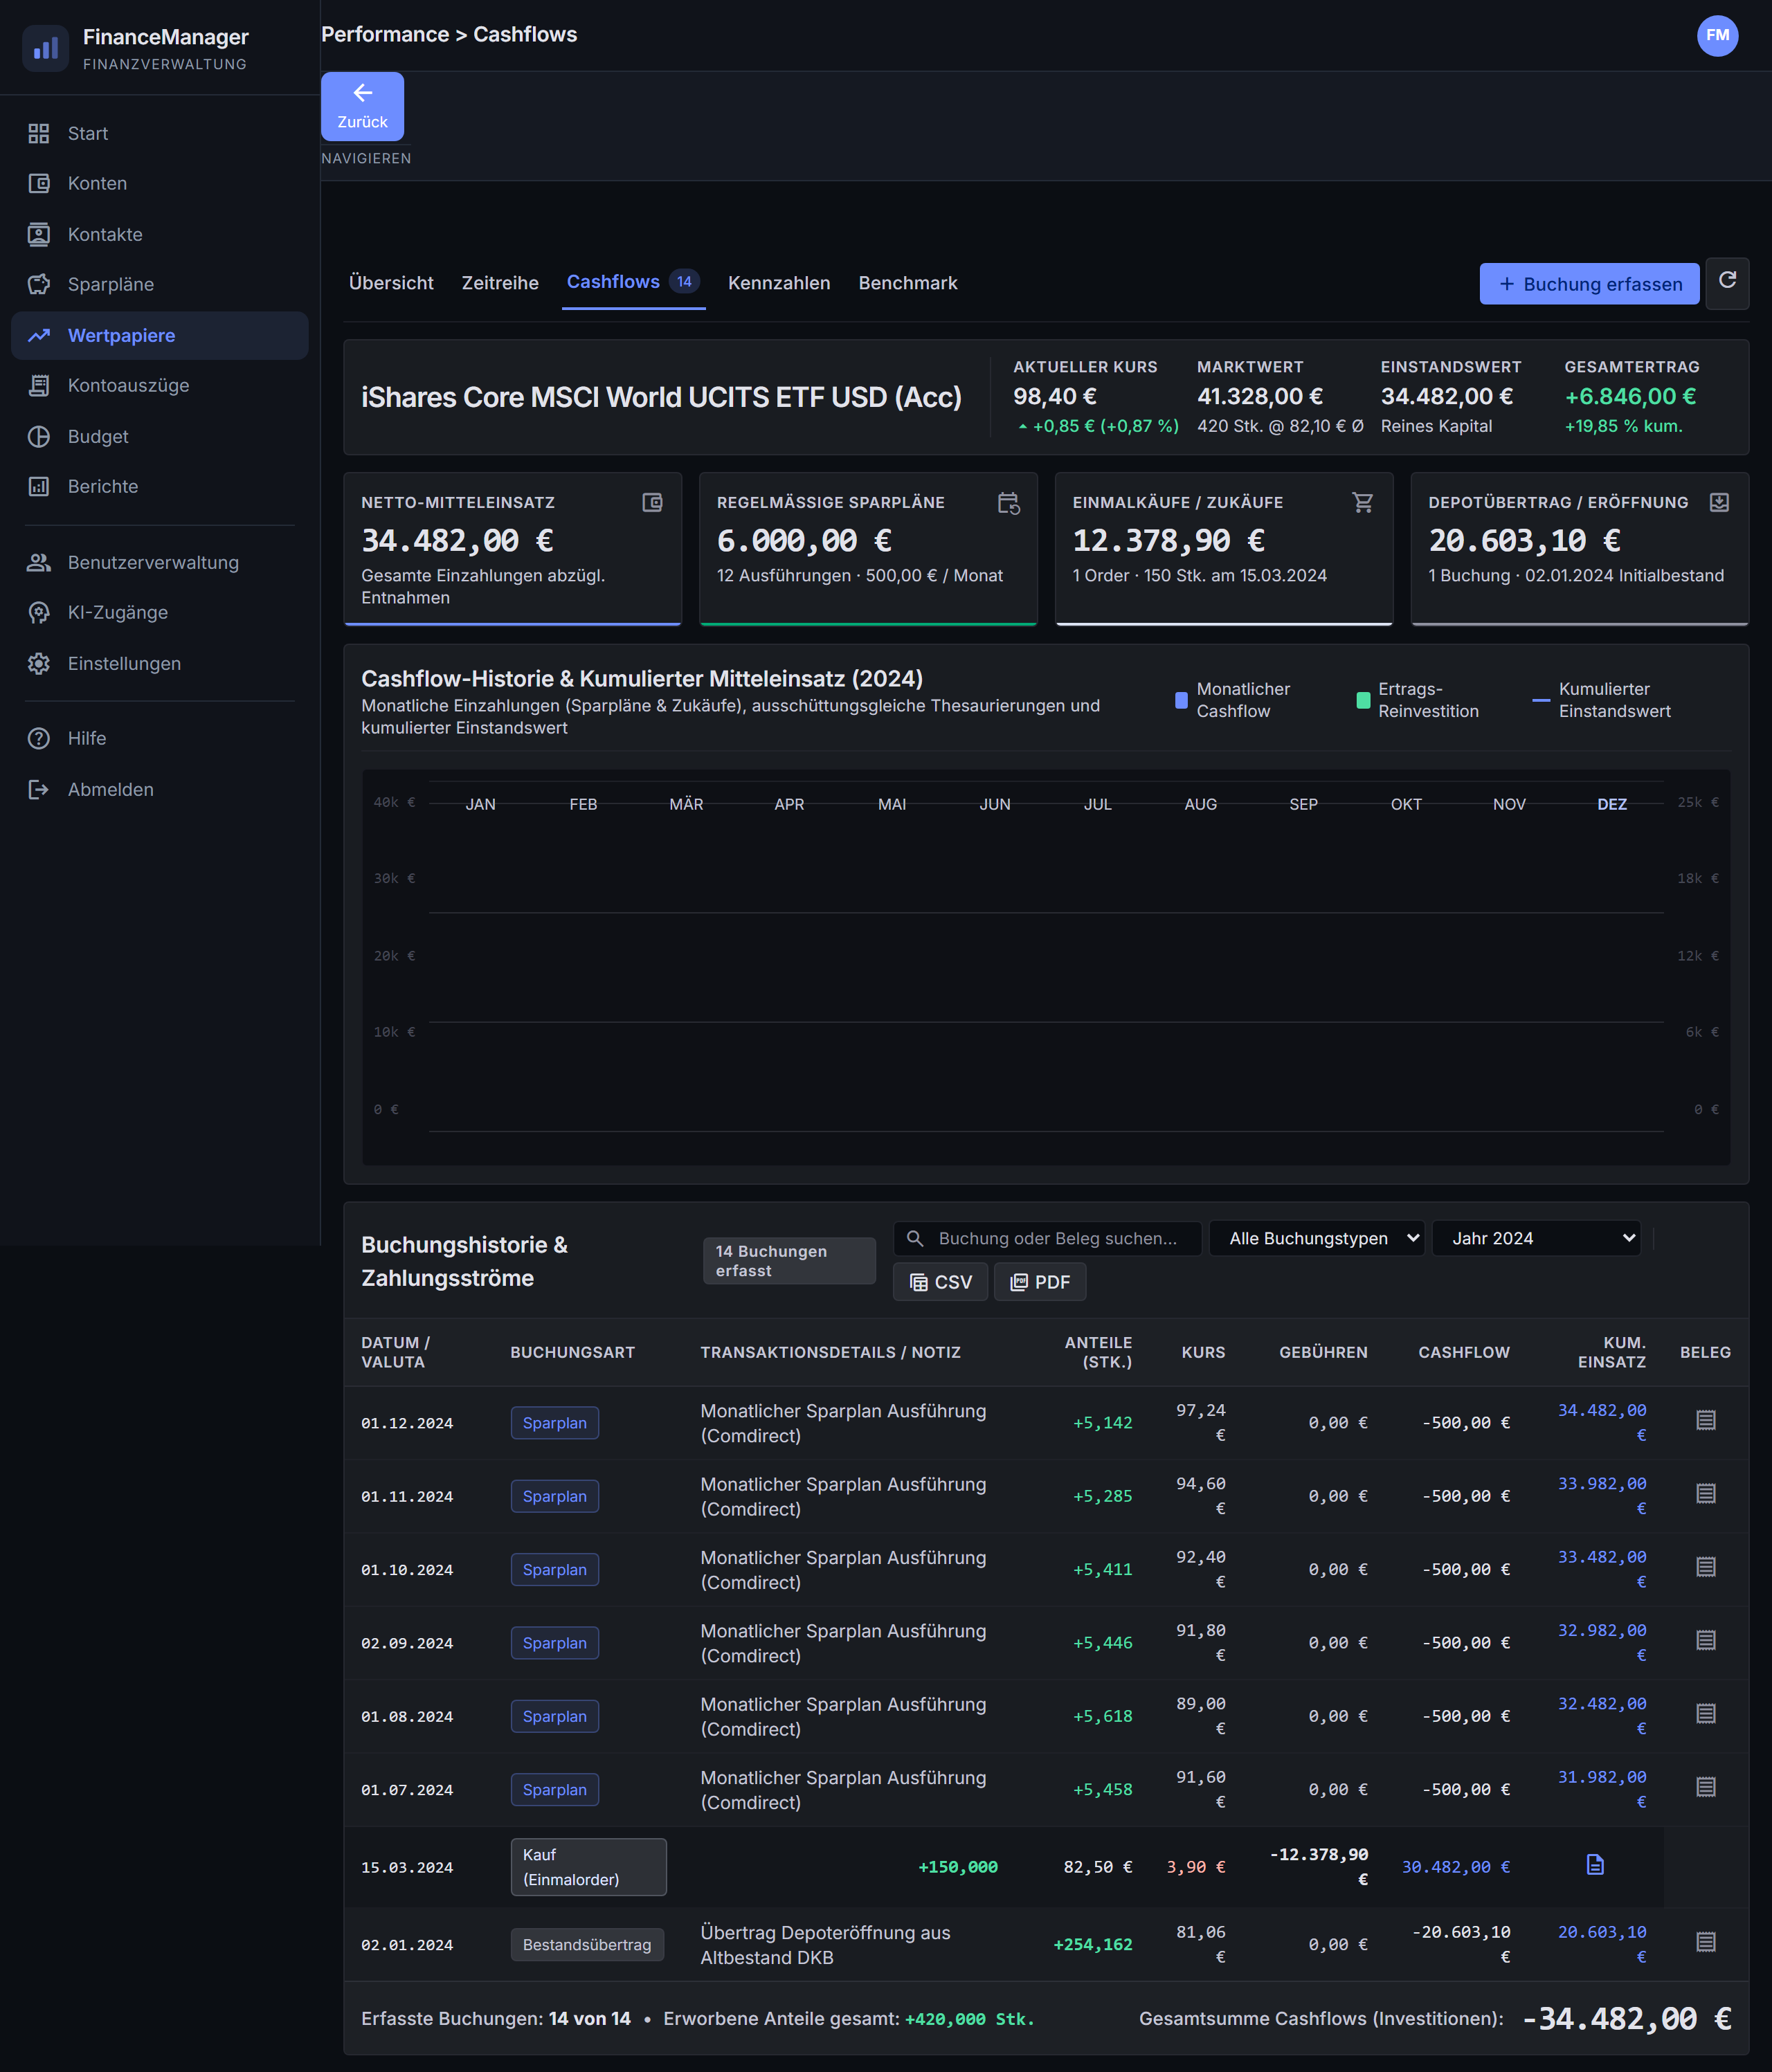 FinanceManager
FINANZVERWALTUNG
Start
Konten
Kontakte
Sparpläne
Wertpapiere
Kontoauszüge
Budget
Berichte
Benutzerverwaltung
KI-Zugänge
Einstellungen
Hilfe
Abmelden
Performance > Cashflows
FM
Zurück
NAVIGIEREN
Übersicht Zeitreihe Cashflows 14 Kennzahlen Benchmark
+ Buchung erfassen
iShares Core MSCI World UCITS ETF USD (Acc)
AKTUELLER KURS
98,40 €
+0,85 € (+0,87 %)
MARKTWERT
41.328,00 €
420 Stk. @ 82,10 € Ø
EINSTANDSWERT
34.482,00 €
Reines Kapital
GESAMTERTRAG
+6.846,00 €
+19,85 % kum.
NETTO-MITTELEINSATZ
34.482,00 €
Gesamte Einzahlungen abzügl.
Entnahmen
REGELMÄSSIGE SPARPLÄNE
6.000,00 €
12 Ausführungen · 500,00 € / Monat
EINMALKÄUFE / ZUKÄUFE
12.378,90 €
1 Order · 150 Stk. am 15.03.2024
DEPOTÜBERTRAG / ERÖFFNUNG
20.603,10 €
1 Buchung · 02.01.2024 Initialbestand
Cashflow-Historie & Kumulierter Mitteleinsatz (2024)
Monatliche Einzahlungen (Sparpläne & Zukäufe), ausschüttungsgleiche Thesaurierungen und
kumulierter Einstandswert
Monatlicher
Cashflow
Ertrags-
Reinvestition
Kumulierter
Einstandswert
40k € JAN FEB MÄR APR MAI JUN JUL AUG SEP OKT NOV DEZ 25k €
30k € 18k €
20k € 12k €
10k € 6k €
0 € 0 €
Buchungshistorie &
Zahlungsströme
14 Buchungen
erfasst
Buchung oder Beleg suchen...
Alle Buchungstypen
Jahr 2024
CSV
PDF
DATUM /
VALUTA
BUCHUNGSART
TRANSAKTIONSDETAILS / NOTIZ
ANTEILE
(STK.)
KURS
GEBÜHREN
CASHFLOW
KUM.
EINSATZ
BELEG
01.12.2024 Sparplan
Monatlicher Sparplan Ausführung
(Comdirect)
+5,142
97,24
€
0,00 €
-500,00 €
34.482,00
€
01.11.2024 Sparplan
Monatlicher Sparplan Ausführung
(Comdirect)
+5,285
94,60
€
0,00 €
-500,00 €
33.982,00
€
01.10.2024 Sparplan
Monatlicher Sparplan Ausführung
(Comdirect)
+5,411
92,40
€
0,00 €
-500,00 €
33.482,00
€
02.09.2024 Sparplan
Monatlicher Sparplan Ausführung
(Comdirect)
+5,446
91,80
€
0,00 €
-500,00 €
32.982,00
€
01.08.2024 Sparplan
Monatlicher Sparplan Ausführung
(Comdirect)
+5,618
89,00
€
0,00 €
-500,00 €
32.482,00
€
01.07.2024 Sparplan
Monatlicher Sparplan Ausführung
(Comdirect)
+5,458
91,60
€
0,00 €
-500,00 €
31.982,00
€
15.03.2024
Kauf
(Einmalorder)
+150,000
82,50 €
3,90 €
-12.378,90
€
30.482,00 €
02.01.2024 Bestandsübertrag
Übertrag Depoteröffnung aus
Altbestand DKB
+254,162
81,06
€
0,00 €
-20.603,10
€
20.603,10
€
Erfasste Buchungen: 14 von 14 • Erworbene Anteile gesamt: +420,000 Stk.
Gesamtsumme Cashflows (Investitionen): -34.482,00 €